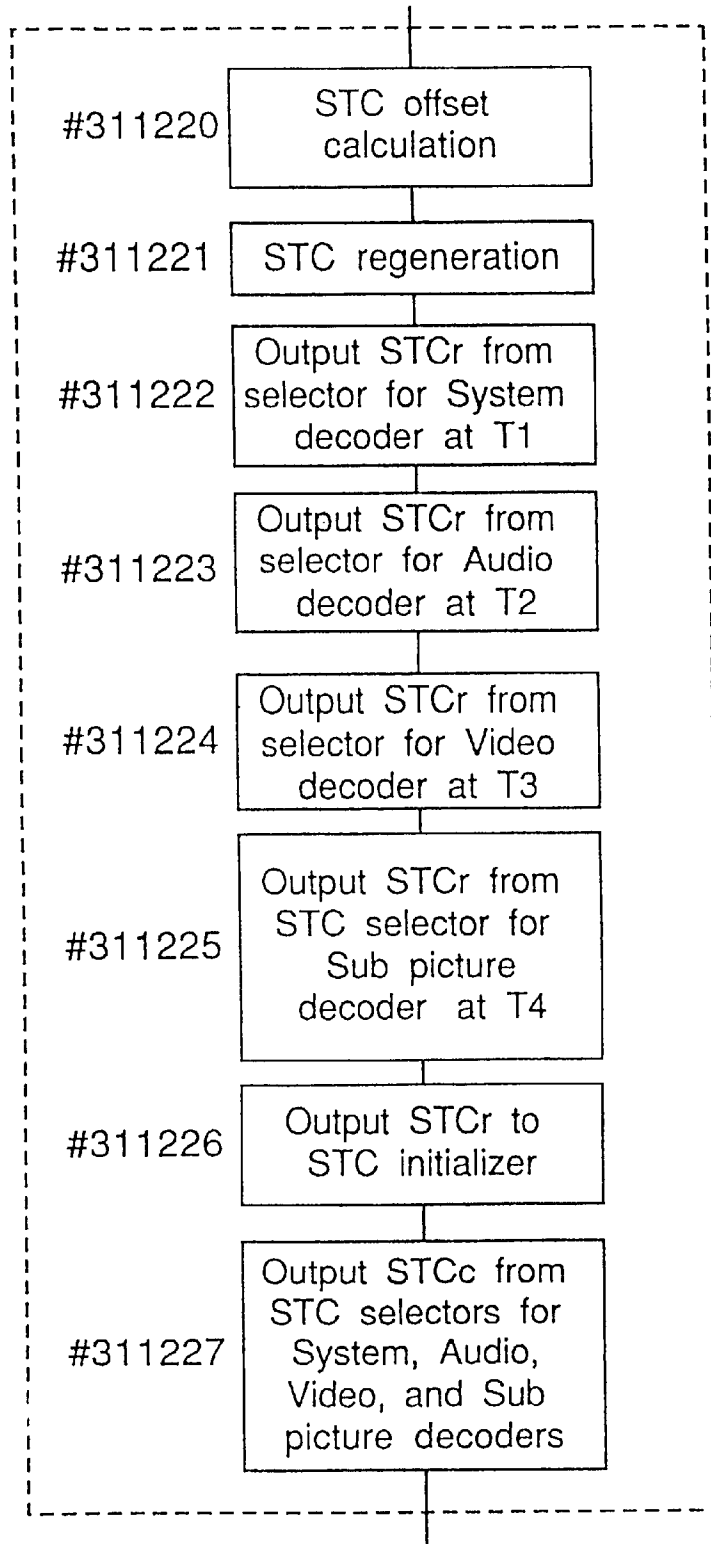 #311220
STC offset
calculation
#311221
STC regeneration
#311222
Output STCr from
selector for System
decoder at T1
#311223
Output STCr from
selector for Audio
decoder at T2
#311224
Output STCr from
selector for Video
decoder at T3
#311225
Output STCr from
STC selector for
Sub picture
decoder at T4
#311226
Output STCr to
STC initializer
#311227
Output STCc from
STC selectors for
System, Audio,
Video, and Sub
picture decoders